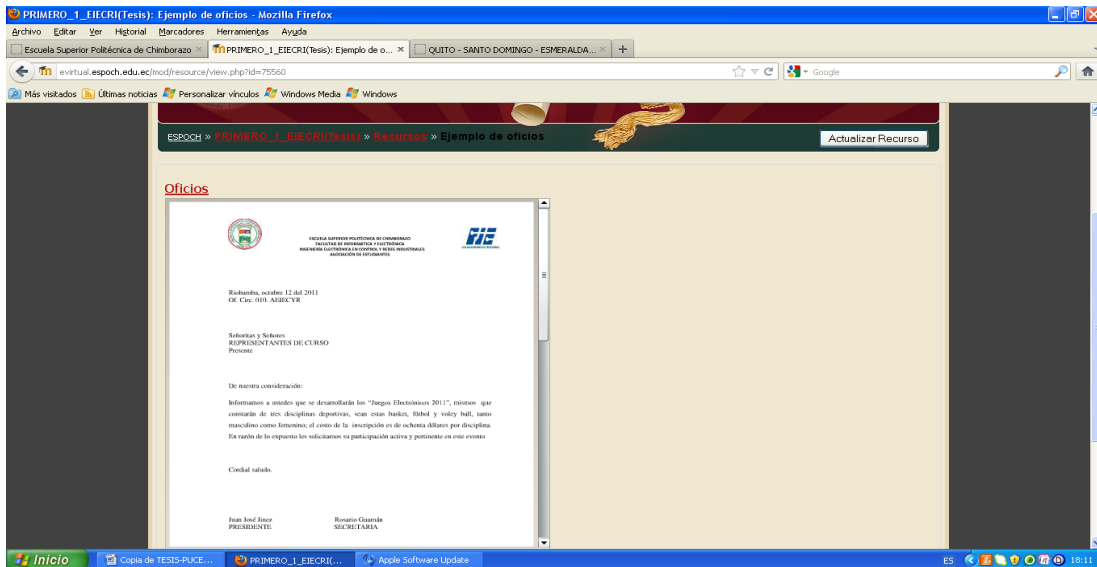 PRIMERO_1_EIECRI(Tesis): Ejemplo de oficios - Mozilla Firefox
Archivo Editar Ver Historial Marcadores Herramientas Ayuda
Escuela Superior Politécnica de Chimborazo
PRIMERO_1_EIECRI(Tesis): Ejemplo de o...
QUITO - SANTO DOMINGO - ESMERALDA...
evirtual.espoch.edu.ec/mod/resource/view.php?id=75560
Google
Más visitados Últimas noticias Personalizar vínculos Windows Media Windows
ESPOCH » PRIMERO_1_EIECRI(Tesis) » Recursos » Ejemplo de oficios
Actualizar Recurso
Oficios
ESCUELA SUPERIOR POLITÉCNICA DE CHIMBORAZO
FACULTAD DE INFORMÁTICA Y ELECTRÓNICA
INGENIERÍA ELECTRÓNICA EN CONTROL Y REDES INDUSTRIALES
ASOCIACIÓN DE ESTUDIANTES
FIE
Riobamba, octubre 12 del 2011
Of. Circ. 010. AEIECYR
Señoritas y Señores
REPRESENTANTES DE CURSO
Presente
De nuestra consideración:
Informamos a ustedes que se desarrollarán los "Juegos Electrónicos 2011", mismos que
constarán de tres disciplinas deportivas, sean estas basket, fútbol y voley ball, tanto
masculino como femenino; el costo de la inscripción es de ochenta dólares por disciplina.
En razón de lo expuesto les solicitamos su participación activa y pertinente en este evento
Cordial saludo.
Juan José Jinez Rosario Guamán
PRESIDENTE SECRETARIA
Inicio
Copia de TESIS-PUCE...
PRIMERO_1_EIECRI(...
Apple Software Update
ES
18:11